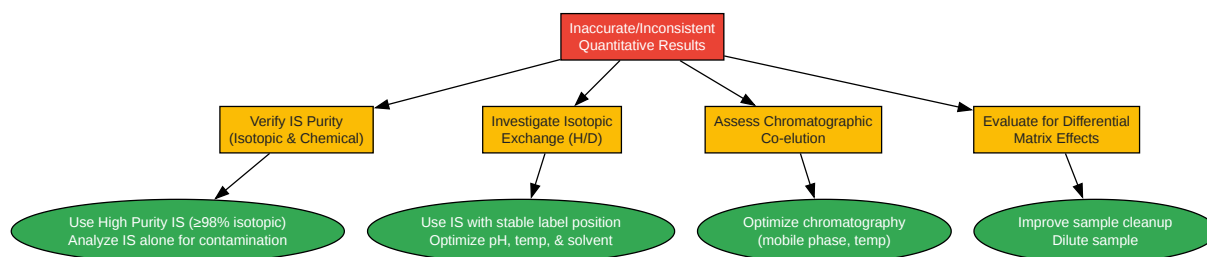 Inaccurate/Inconsistent
Quantitative Results
Verify IS Purity
(Isotopic & Chemical)
Investigate Isotopic
Exchange (H/D)
Assess Chromatographic
Co-elution
Evaluate for Differential
Matrix Effects
Use High Purity IS (≥98% isotopic)
Analyze IS alone for contamination
Use IS with stable label position
Optimize pH, temp, & solvent
Optimize chromatography
(mobile phase, temp)
Improve sample cleanup
Dilute sample